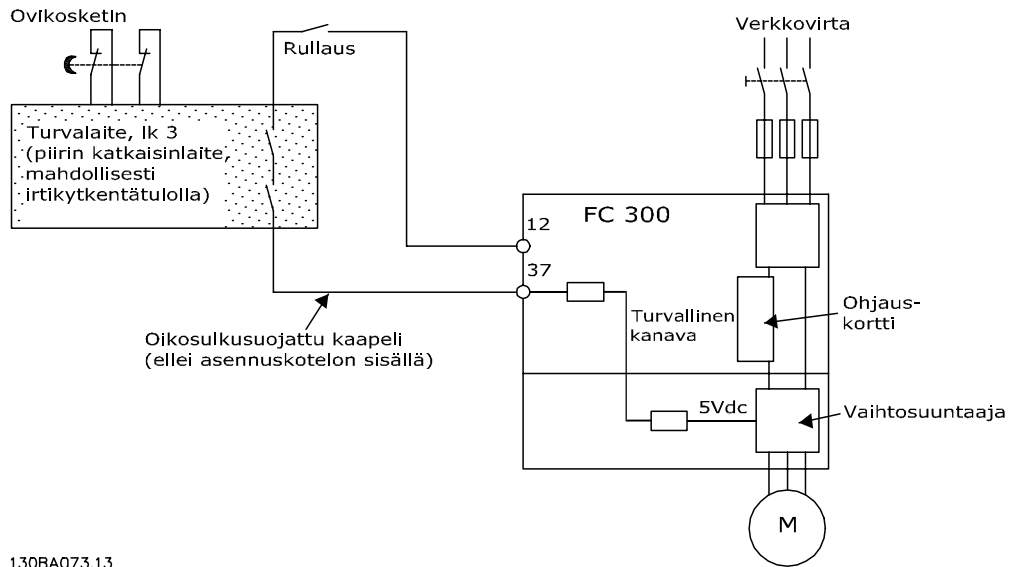 Ovikosketin
Rullaus
Verkkovirta
Turvalaite, lk 3
(piirin katkaisinlaite,
mahdollisesti
irtikytkentätulolla)
FC 300
12
37
Turvallinen
kanava
Ohjaus-
kortti
Oikosulkusuojattu kaapeli
(ellei asennuskotelon sisällä)
5Vdc
Vaihtosuuntaaja
M
130BA073.13